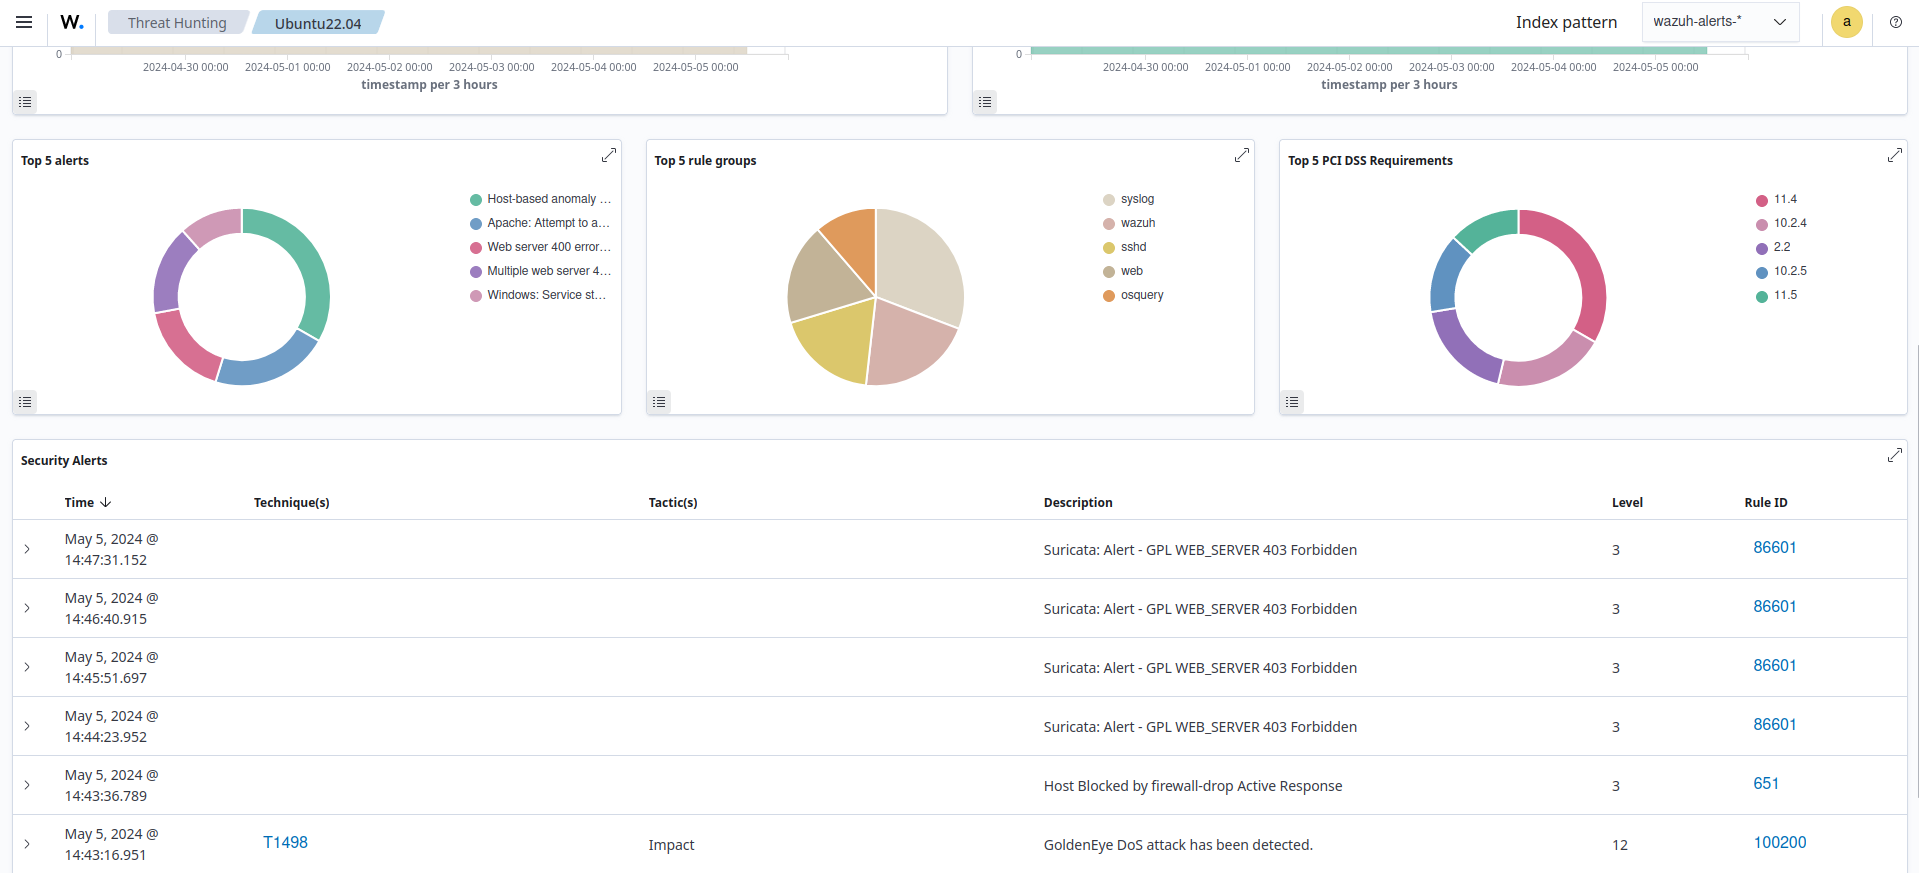 W.
Threat Hunting
Ubuntu22.04
Index pattern
wazuh-alerts-*
a
0
2024-04-30 00:00 2024-05-01 00:00 2024-05-02 00:00 2024-05-03 00:00 2024-05-04 00:00 2024-05-05 00:00
timestamp per 3 hours
0
2024-04-30 00:00 2024-05-01 00:00 2024-05-02 00:00 2024-05-03 00:00 2024-05-04 00:00 2024-05-05 00:00
timestamp per 3 hours
Top 5 alerts
Host-based anomaly ...
Apache: Attempt to a...
Web server 400 error...
Multiple web server 4...
Windows: Service st...
Top 5 rule groups
syslog
wazuh
sshd
web
osquery
Top 5 PCI DSS Requirements
11.4
10.2.4
2.2
10.2.5
11.5
Security Alerts
Time Technique(s) Tactic(s) Description Level Rule ID
May 5, 2024 @
14:47:31.152
Suricata: Alert - GPL WEB_SERVER 403 Forbidden 3 86601
May 5, 2024 @
14:46:40.915
Suricata: Alert - GPL WEB_SERVER 403 Forbidden 3 86601
May 5, 2024 @
14:45:51.697
Suricata: Alert - GPL WEB_SERVER 403 Forbidden 3 86601
May 5, 2024 @
14:44:23.952
Suricata: Alert - GPL WEB_SERVER 403 Forbidden 3 86601
May 5, 2024 @
14:43:36.789
Host Blocked by firewall-drop Active Response 3 651
May 5, 2024 @
14:43:16.951
T1498 Impact GoldenEye DoS attack has been detected. 12 100200